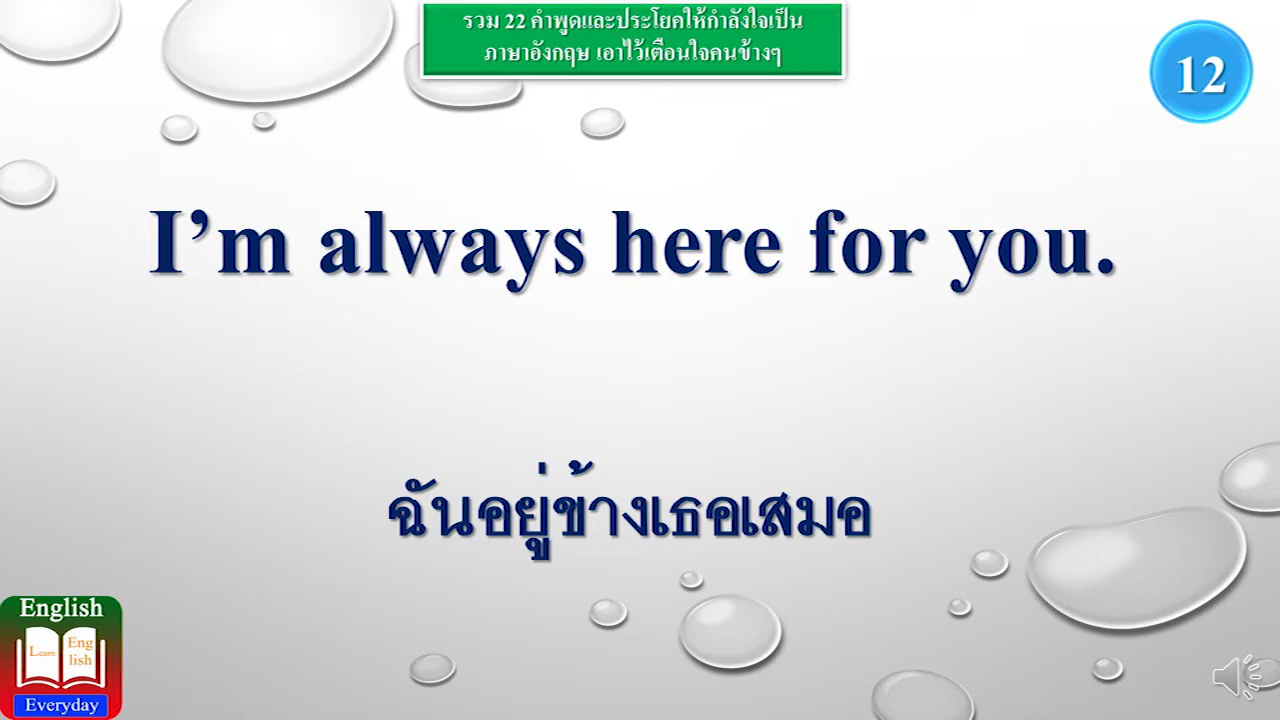 รวม 22 คำพูดและประโยคให้กำลังใจเป็น
ภาษาอังกฤษ เอาไว้เตือนใจคนข้างๆ
12
I’m always here for you.
ฉันอยู่ข้างเธอเสมอ
English
Learn
Eng
lish
Everyday